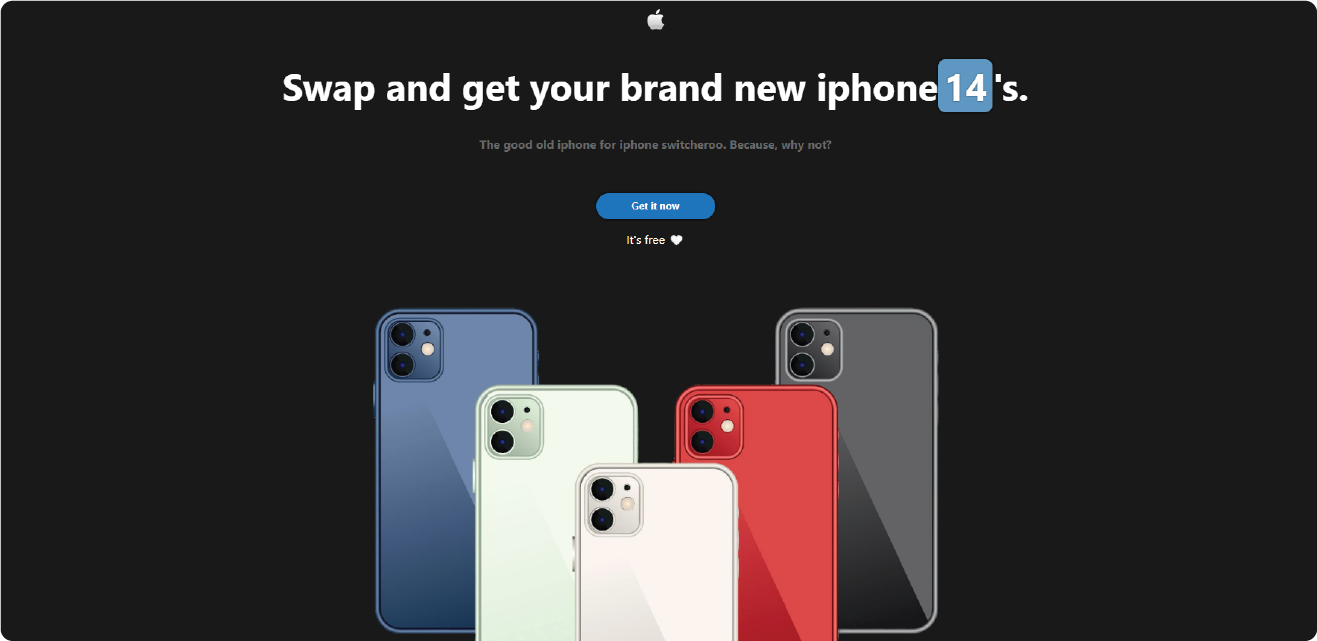 Swap and get your brand new iphone 14's.
The good old iphone for iphone switcheroo. Because, why not?
Get it now
It's free